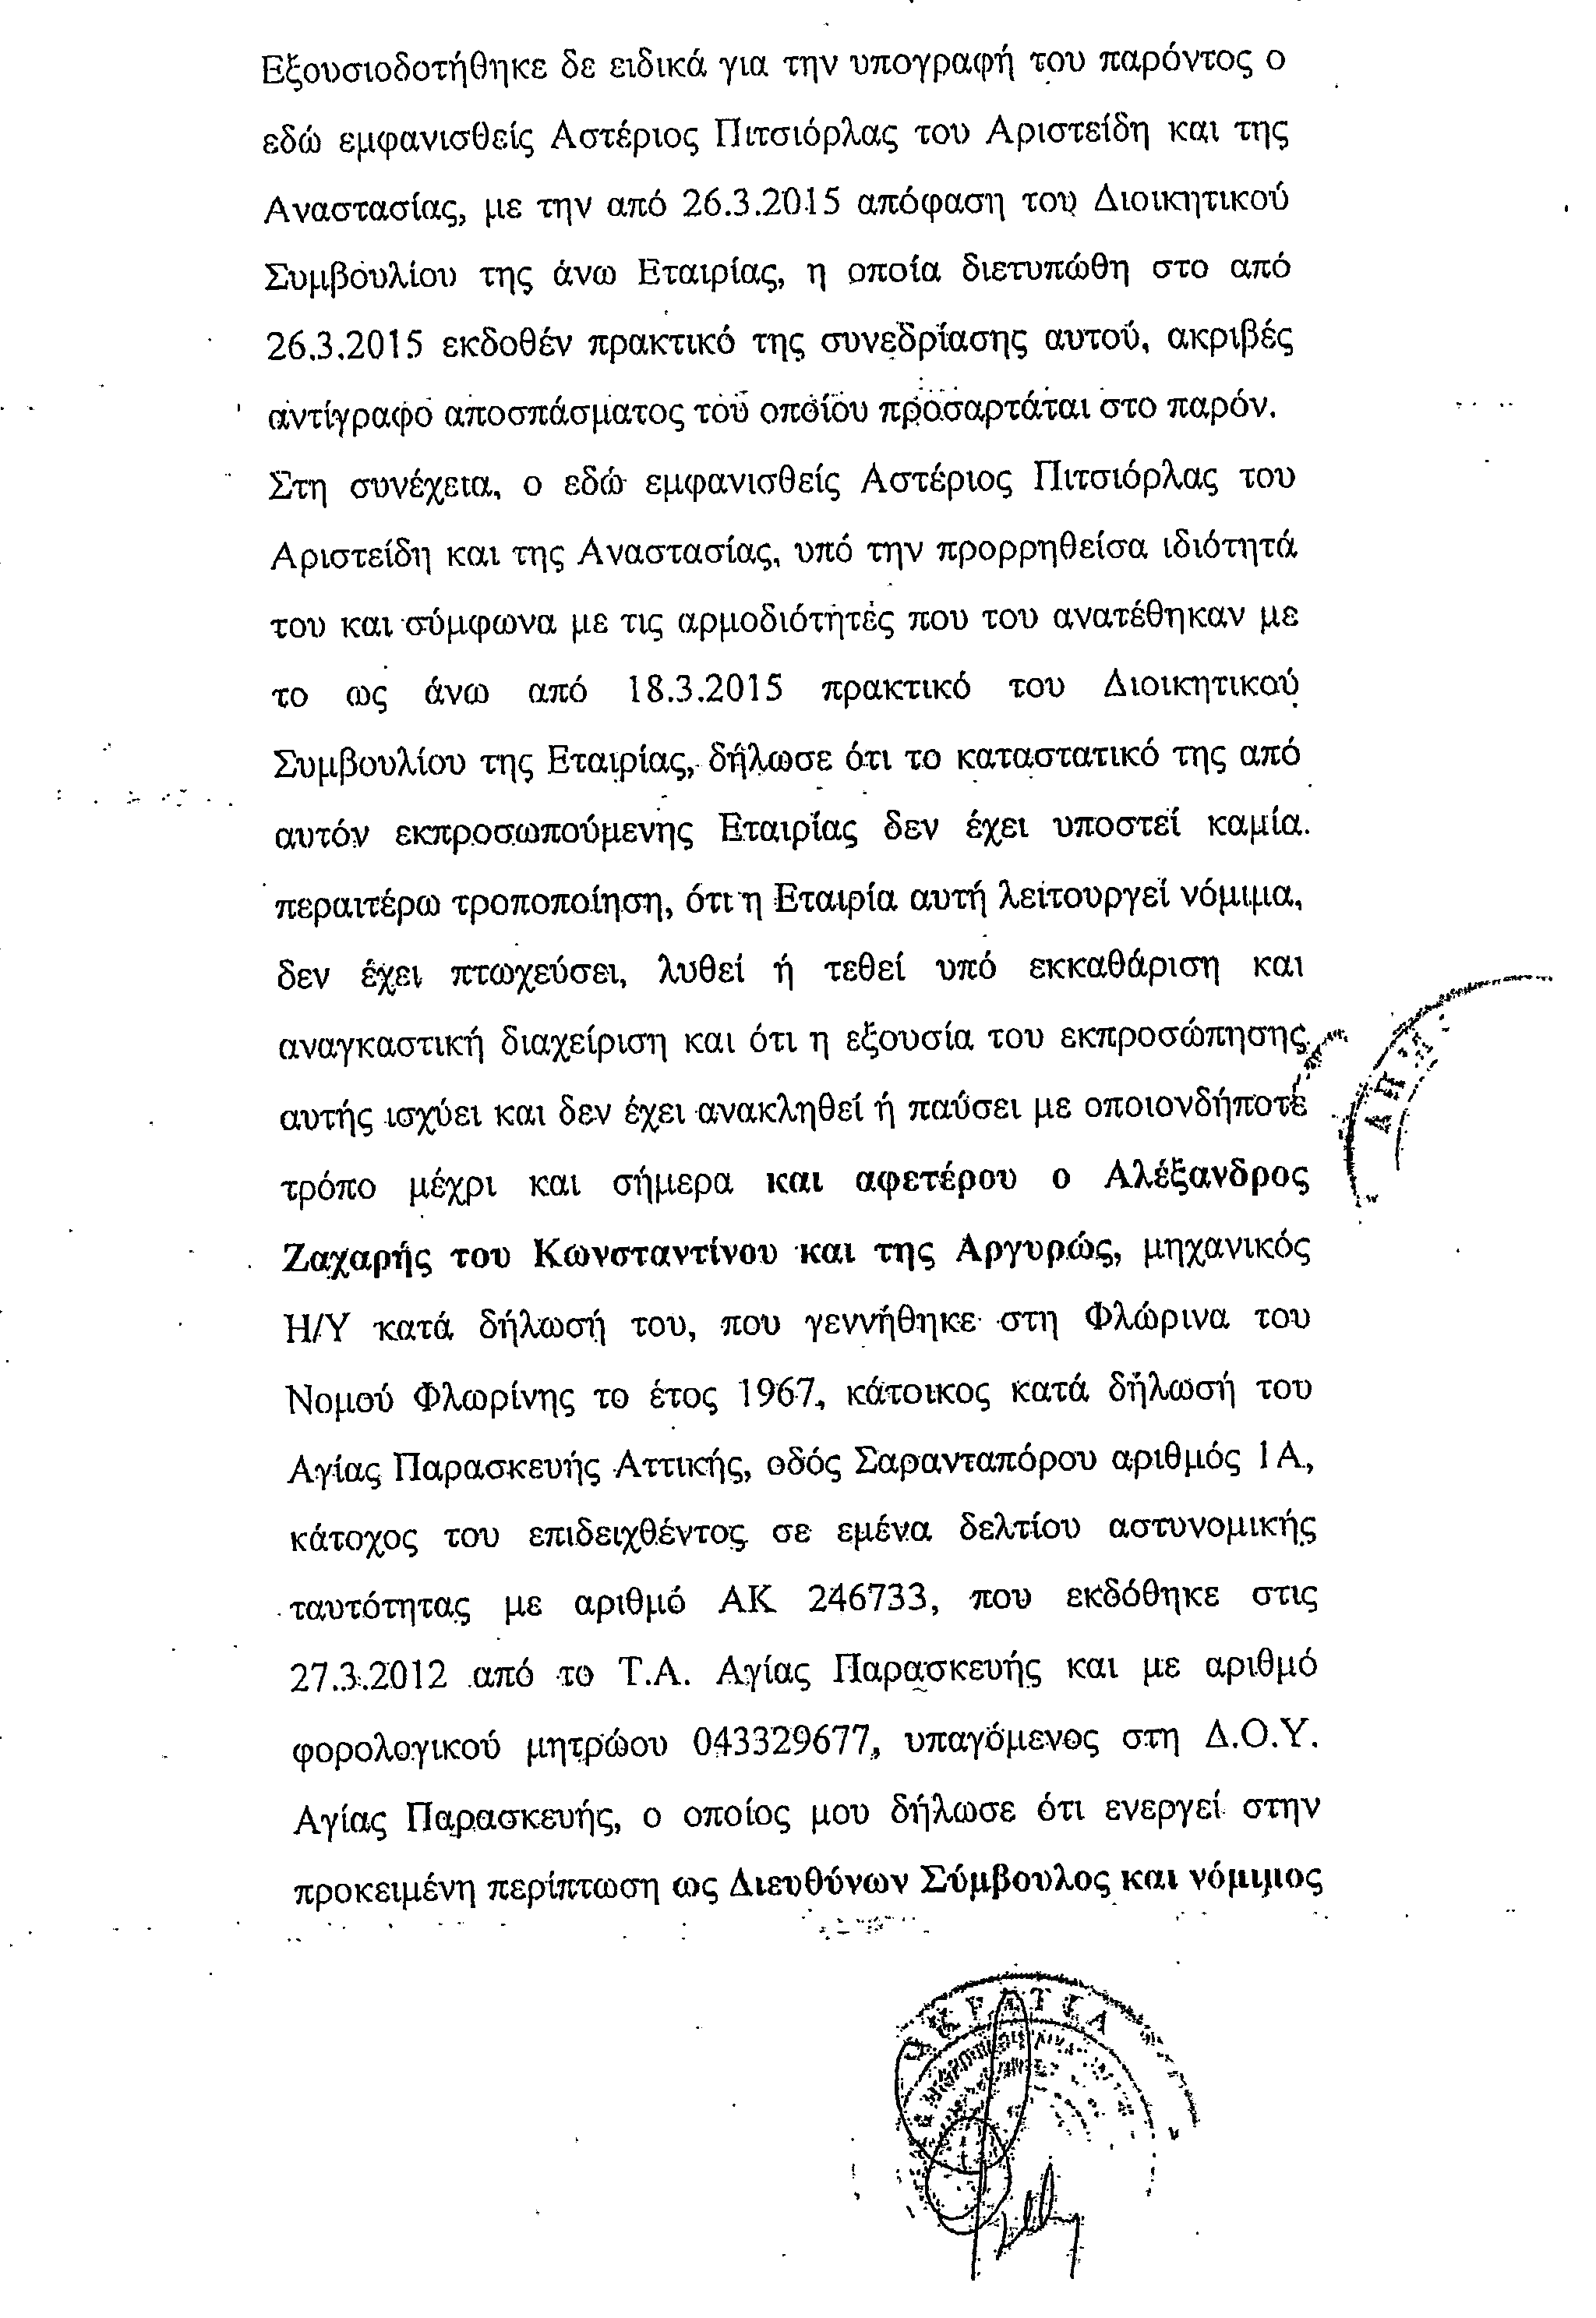 Εξουσιοδοτήθηκε δε ειδικά για την υπογραφή του παρόντος ο
εδώ εμφανισθείς Αστέριος Πιτσιόρλας του Αριστείδη και της
Αναστασίας, με την από 26.3.2015 απόφαση του Διοικητικού
Συμβουλίου της άνω Εταιρίας, η οποία διετυπώθη στο από
26.3.2015 εκδοθέν πρακτικό της συνεδρίασης αυτού, ακριβές
αντίγραφο αποσπάσματος του οποίου προσαρτάται στο παρόν.
Στη συνέχεια, ο εδώ εμφανισθείς Αστέριος Πιτσιόρλας του
Αριστείδη και της Αναστασίας, υπό την προρρηθείσα ιδιότητά
του και σύμφωνα με τις αρμοδιότητές που του ανατέθηκαν με
το ως άνω από 18.3.2015 πρακτικό του Διοικητικού
Συμβουλίου της Εταιρίας, δήλωσε ότι το καταστατικό της από
αυτόν εκπροσωπούμενης Εταιρίας δεν έχει υποστεί καμία
περαιτέρω τροποποίηση, ότι η Εταιρία αυτή λειτουργεί νόμιμα,
δεν έχει πτωχεύσει, λυθεί ή τεθεί υπό εκκαθάριση και
αναγκαστική διαχείριση και ότι η εξουσία του εκπροσώπησης
αυτής ισχύει και δεν έχει ανακληθεί ή παύσει με οποιονδήποτε
τρόπο μέχρι και σήμερα και αφετέρου ο Αλέξανδρος
Ζαχαρής του Κωνσταντίνου και της Αργυρώς, μηχανικός
Η/Υ κατά δήλωσή του, που γεννήθηκε στη Φλώρινα του
Νομού Φλωρίνης το έτος 1967, κάτοικος κατά δήλωσή του
Αγίας Παρασκευής Αττικής, οδός Σαρανταπόρου αριθμός 1Α,
κάτοχος του επιδειχθέντος σε εμένα δελτίου αστυνομικής
ταυτότητας με αριθμό ΑΚ 246733, που εκδόθηκε στις
27.3.2012 από το Τ.Α. Αγίας Παρασκευής και με αριθμό
φορολογικού μητρώου 043329677, υπαγόμενος στη Δ.Ο.Υ.
Αγίας Παρασκευής, ο οποίος μου δήλωσε ότι ενεργεί στην
προκειμένη περίπτωση ως Διευθύνων Σύμβουλος και νόμιμος